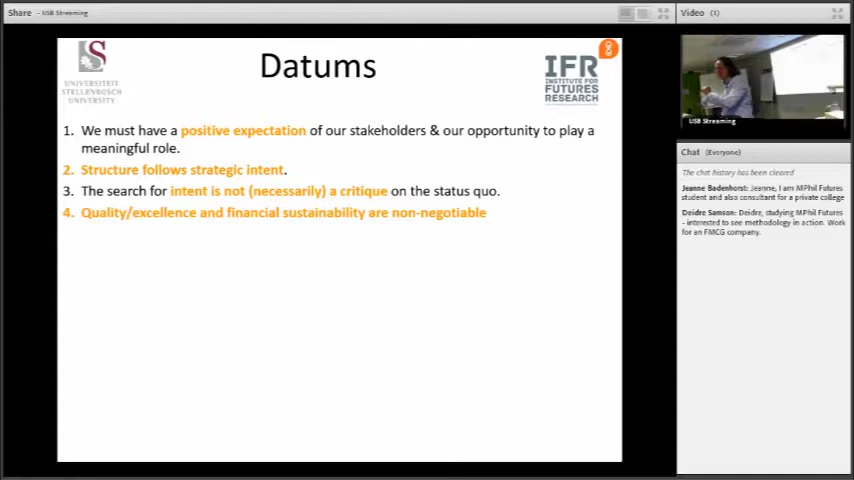 Share - USB Streaming
Video (1)
UNIVERSITEIT
STELLENBOSCH
UNIVERSITY
Datums
IFR
INSTITUTE FOR
FUTURES
RESEARCH
1. We must have a positive expectation of our stakeholders & our opportunity to play a
meaningful role.
2. Structure follows strategic intent.
3. The search for intent is not (necessarily) a critique on the status quo.
4. Quality/excellence and financial sustainability are non-negotiable
USB Streaming
Chat (Everyone)
The chat history has been cleared
Jeanne Badenhorst: Jeanne, I am MPhil Futures
student and also consultant for a private college
Deidre Samson: Deidre, studying MPhil Futures
- interested to see methodology in action. Work
for an FMCG company.